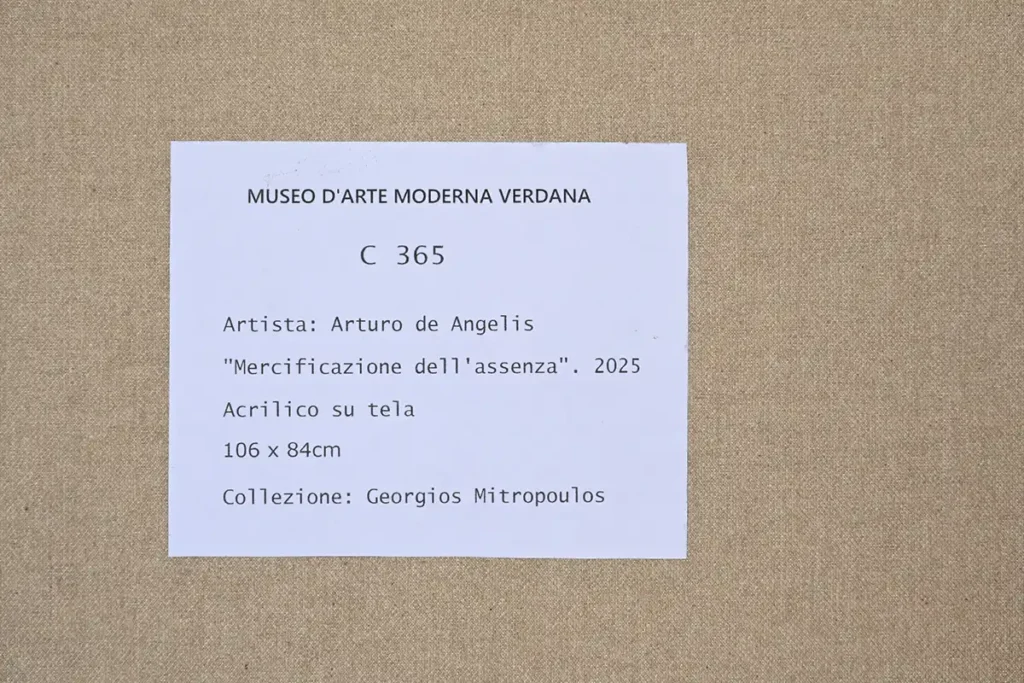 MUSEO D'ARTE MODERNA VERDANA
C 365
Artista: Arturo de Angelis
"Mercificazione dell'assenza". 2025
Acrilico su tela
106 x 84cm
Collezione: Georgios Mitropoulos